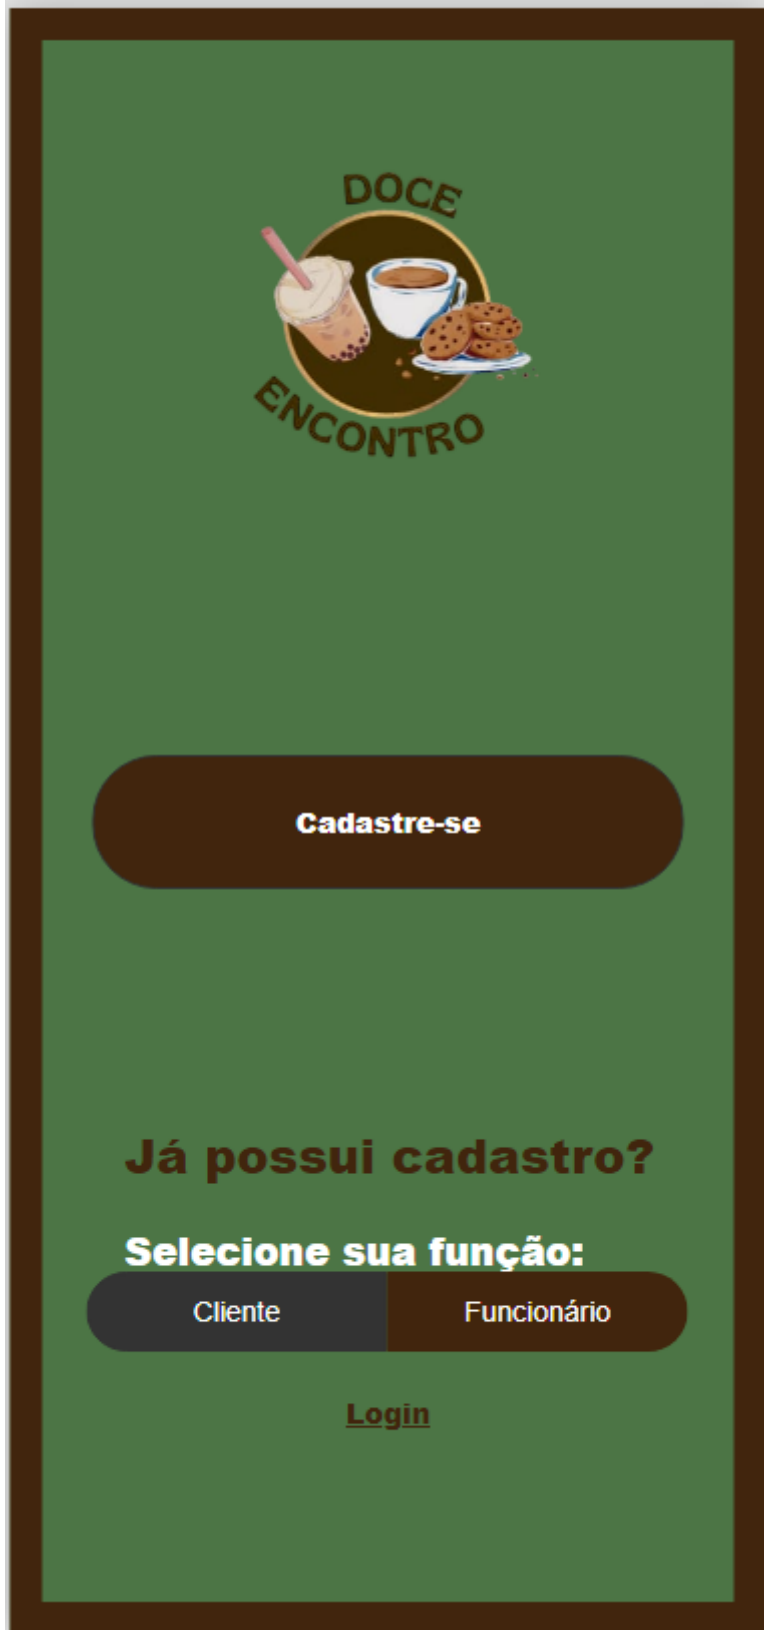 DOCE
ENCONTRO
Cadastre-se
Já possui cadastro?
Selecione sua função:
Cliente Funcionário
Login